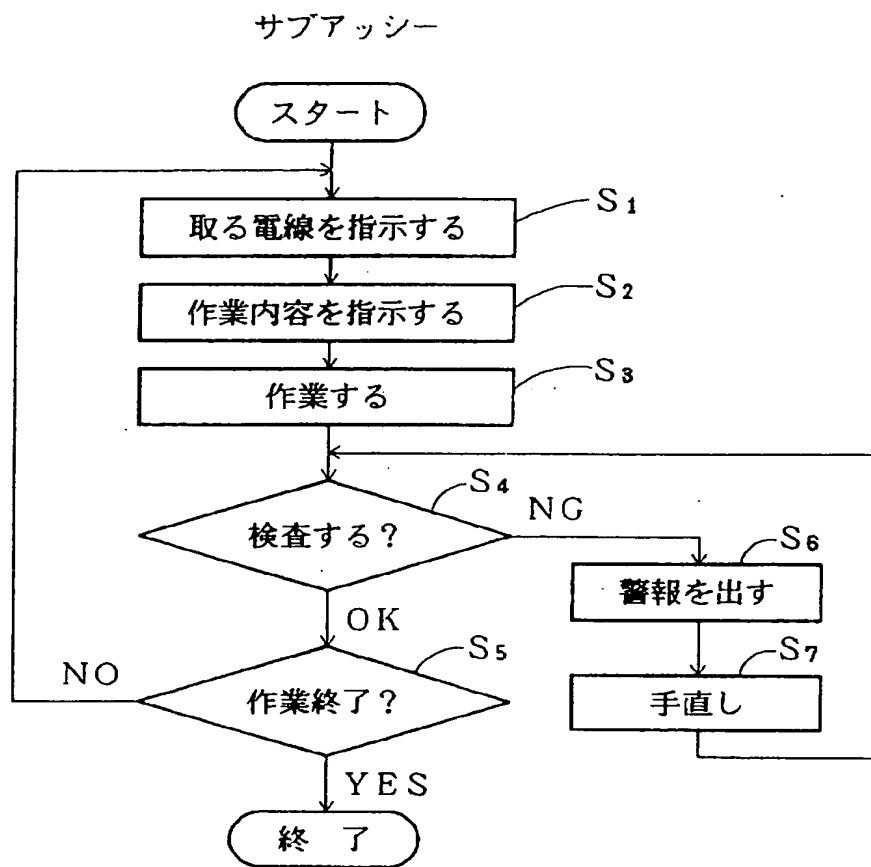 サブアッシー
スタート
取る電線を指示する
S1
作業内容を指示する
S2
作業する
S3
検査する?
S4
NG
OK
警報を出す
S6
手直し
S7
作業終了?
S5
NO
YES
終 了